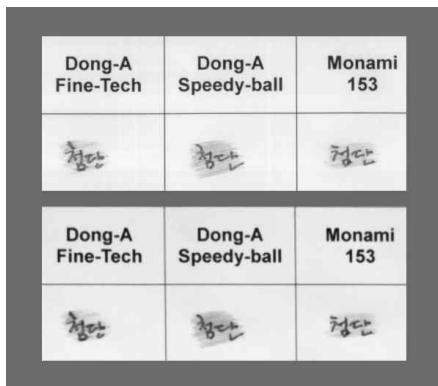 Dong-A Fine-Tech
Dong-A Speedy-ball
Monami 153
첨단 첨단 첨단
Dong-A Fine-Tech
Dong-A Speedy-ball
Monami 153
첨단 첨단 첨단